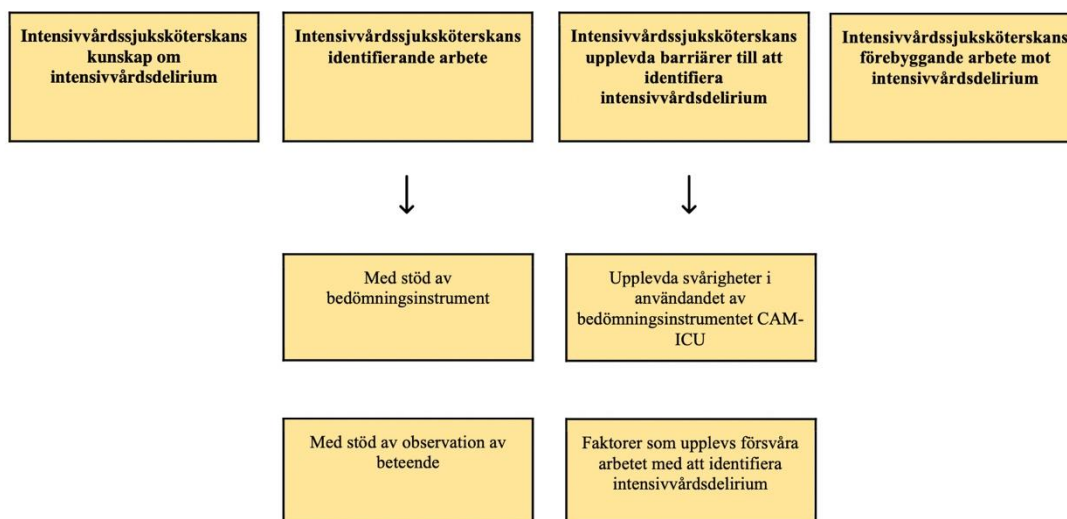 Intensivvårdssjuksköterskans
kunskap om
intensivvårdsdelirium
Intensivvårdssjuksköterskans
identifierande arbete
Intensivvårdssjuksköterskans
upplevda barriärer till att
identifiera
intensivvårdsdelirium
Intensivvårdssjuksköterskans
förebyggande arbete mot
intensivvårdsdelirium
Med stöd av
bedömningsinstrument
Upplevda svårigheter i
användandet av
bedömningsinstrumentet CAM-
ICU
Med stöd av observation av
beteende
Faktorer som upplevs försvåra
arbetet med att identifiera
intensivvårdsdelirium